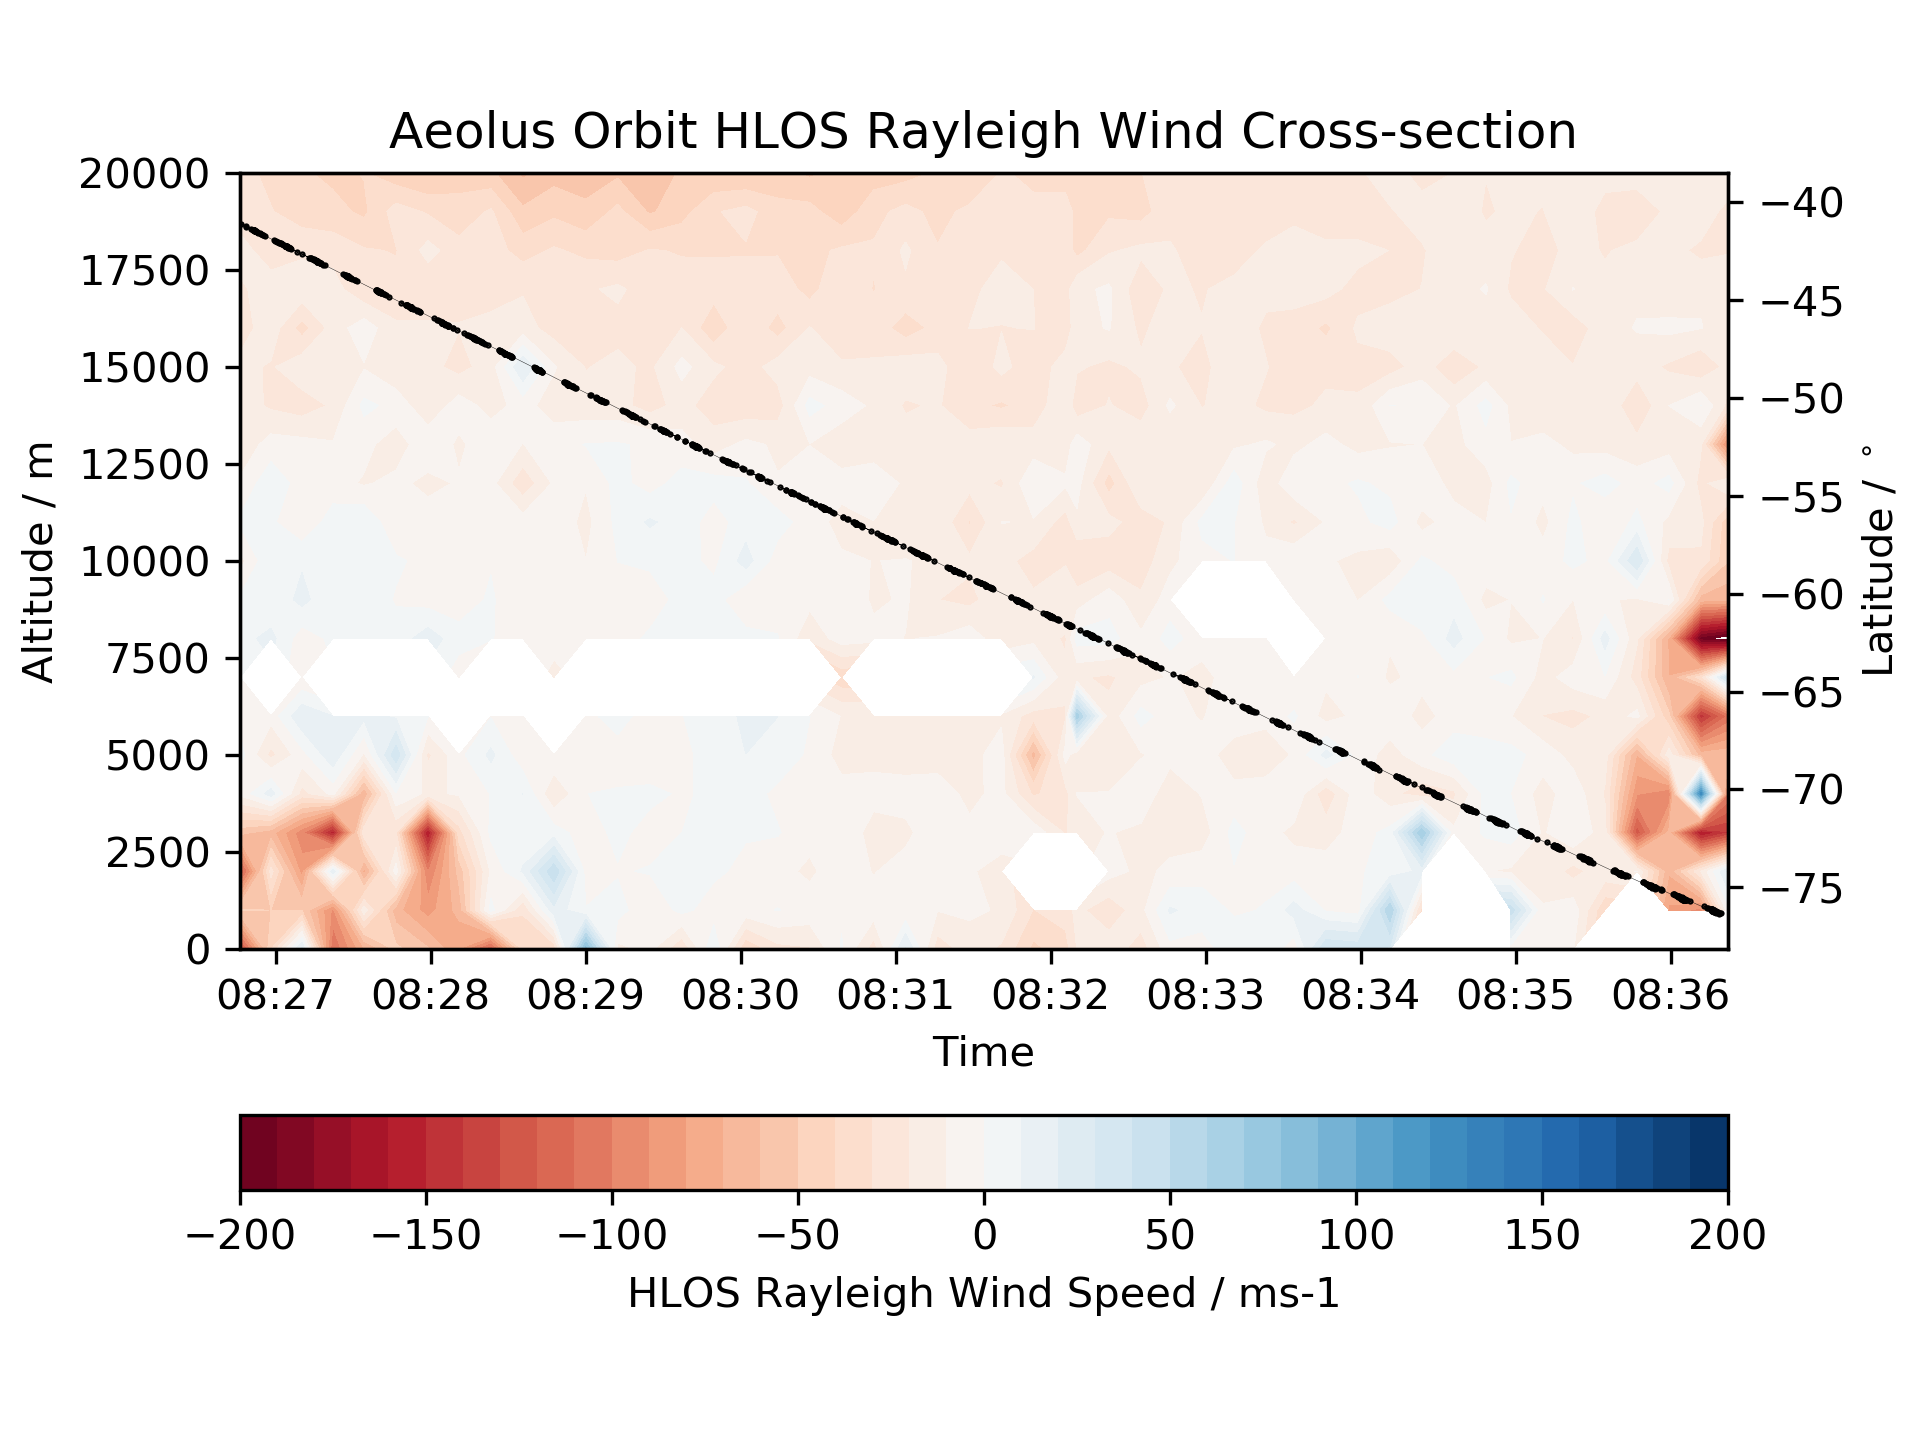 Aeolus Orbit HLOS Rayleigh Wind Cross-section
20000
17500
15000
12500
10000
7500
5000
2500
0
Altitude / m
−40
−45
−50
−55
−60
−65
−70
−75
Latitude / °
08:27 08:28 08:29 08:30 08:31 08:32 08:33 08:34 08:35 08:36
Time
−200 −150 −100 −50 0 50 100 150 200
HLOS Rayleigh Wind Speed / ms-1